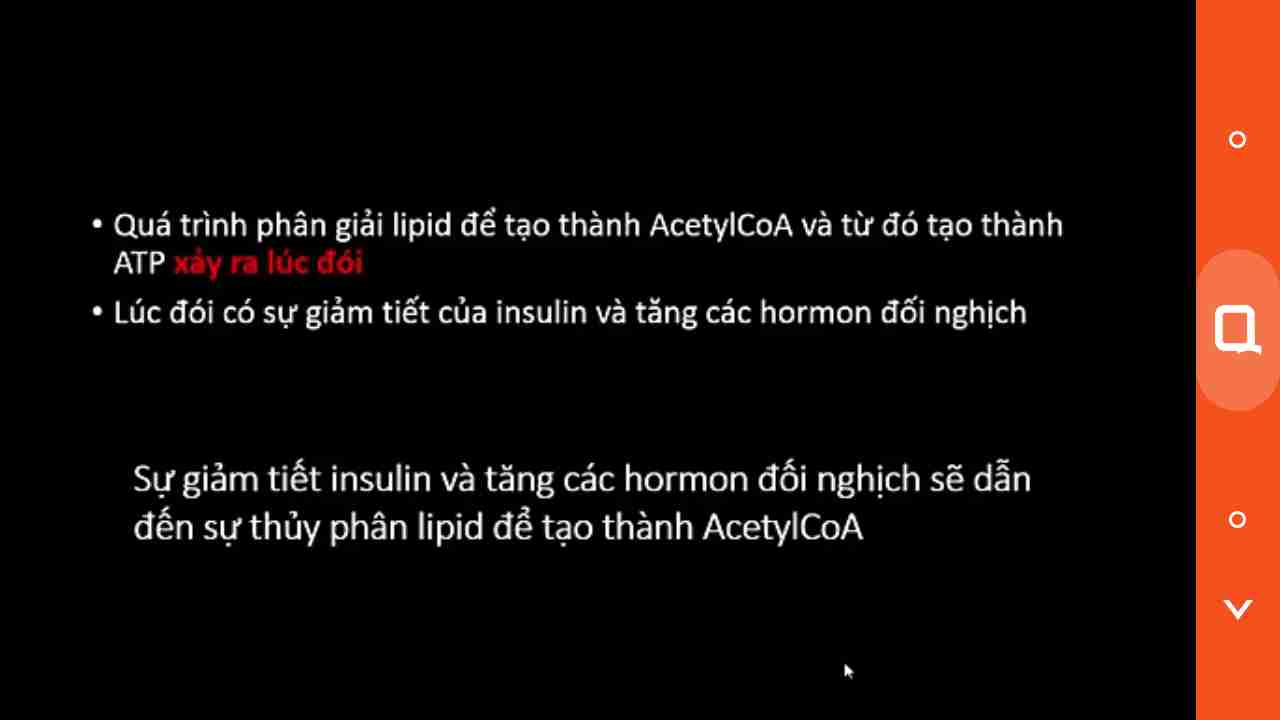 • Quá trình phân giải lipid để tạo thành AcetylCoA và từ đó tạo thành
ATP xảy ra lúc đói
• Lúc đói có sự giảm tiết của insulin và tăng các hormon đối nghịch
Sự giảm tiết insulin và tăng các hormon đối nghịch sẽ dẫn
đến sự thủy phân lipid để tạo thành AcetylCoA